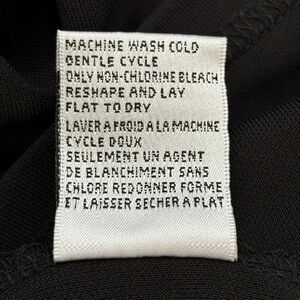 MACHINE WASH COLD
GENTLE CYCLE
ONLY NON-CHLORINE BLEACH
RESHAPE AND LAY
FLAT TO DRY
LAVER A FROID A LA MACHINE
CYCLE DOUX
SEULEMENT UN AGENT
DE BLANCHIMENT SANS
CHLORE REDONNER FORME
ET LAISSER SECHER A PLAT